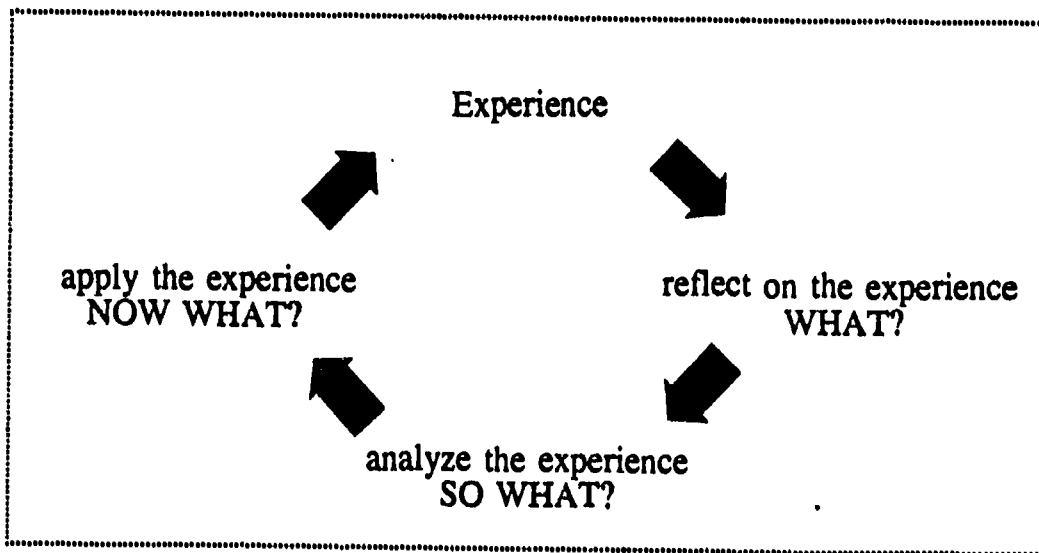 Experience
reflect on the experience
WHAT?
analyze the experience
SO WHAT?
apply the experience
NOW WHAT?